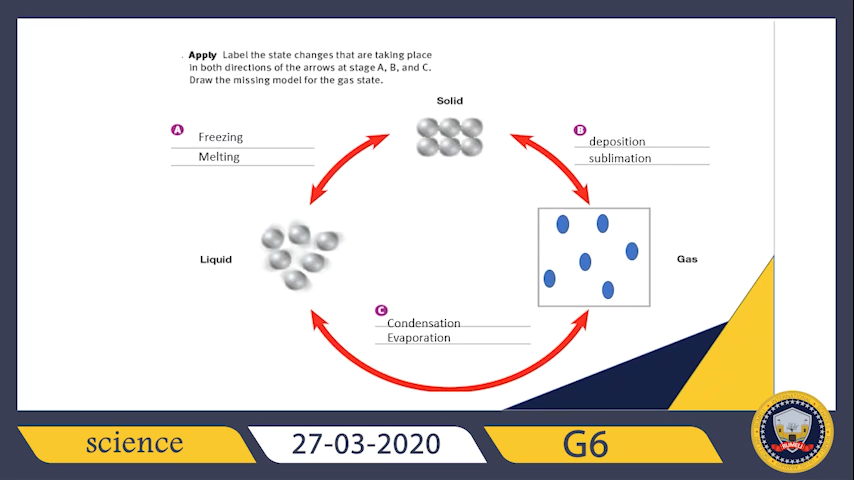 Apply Label the state changes that are taking place
in both directions of the arrows at stage A, B, and C.
Draw the missing model for the gas state.
Solid
A
Freezing
Melting
B
deposition
sublimation
Liquid
Gas
C
Condensation
Evaporation
science
27-03-2020
G6
RUMELI